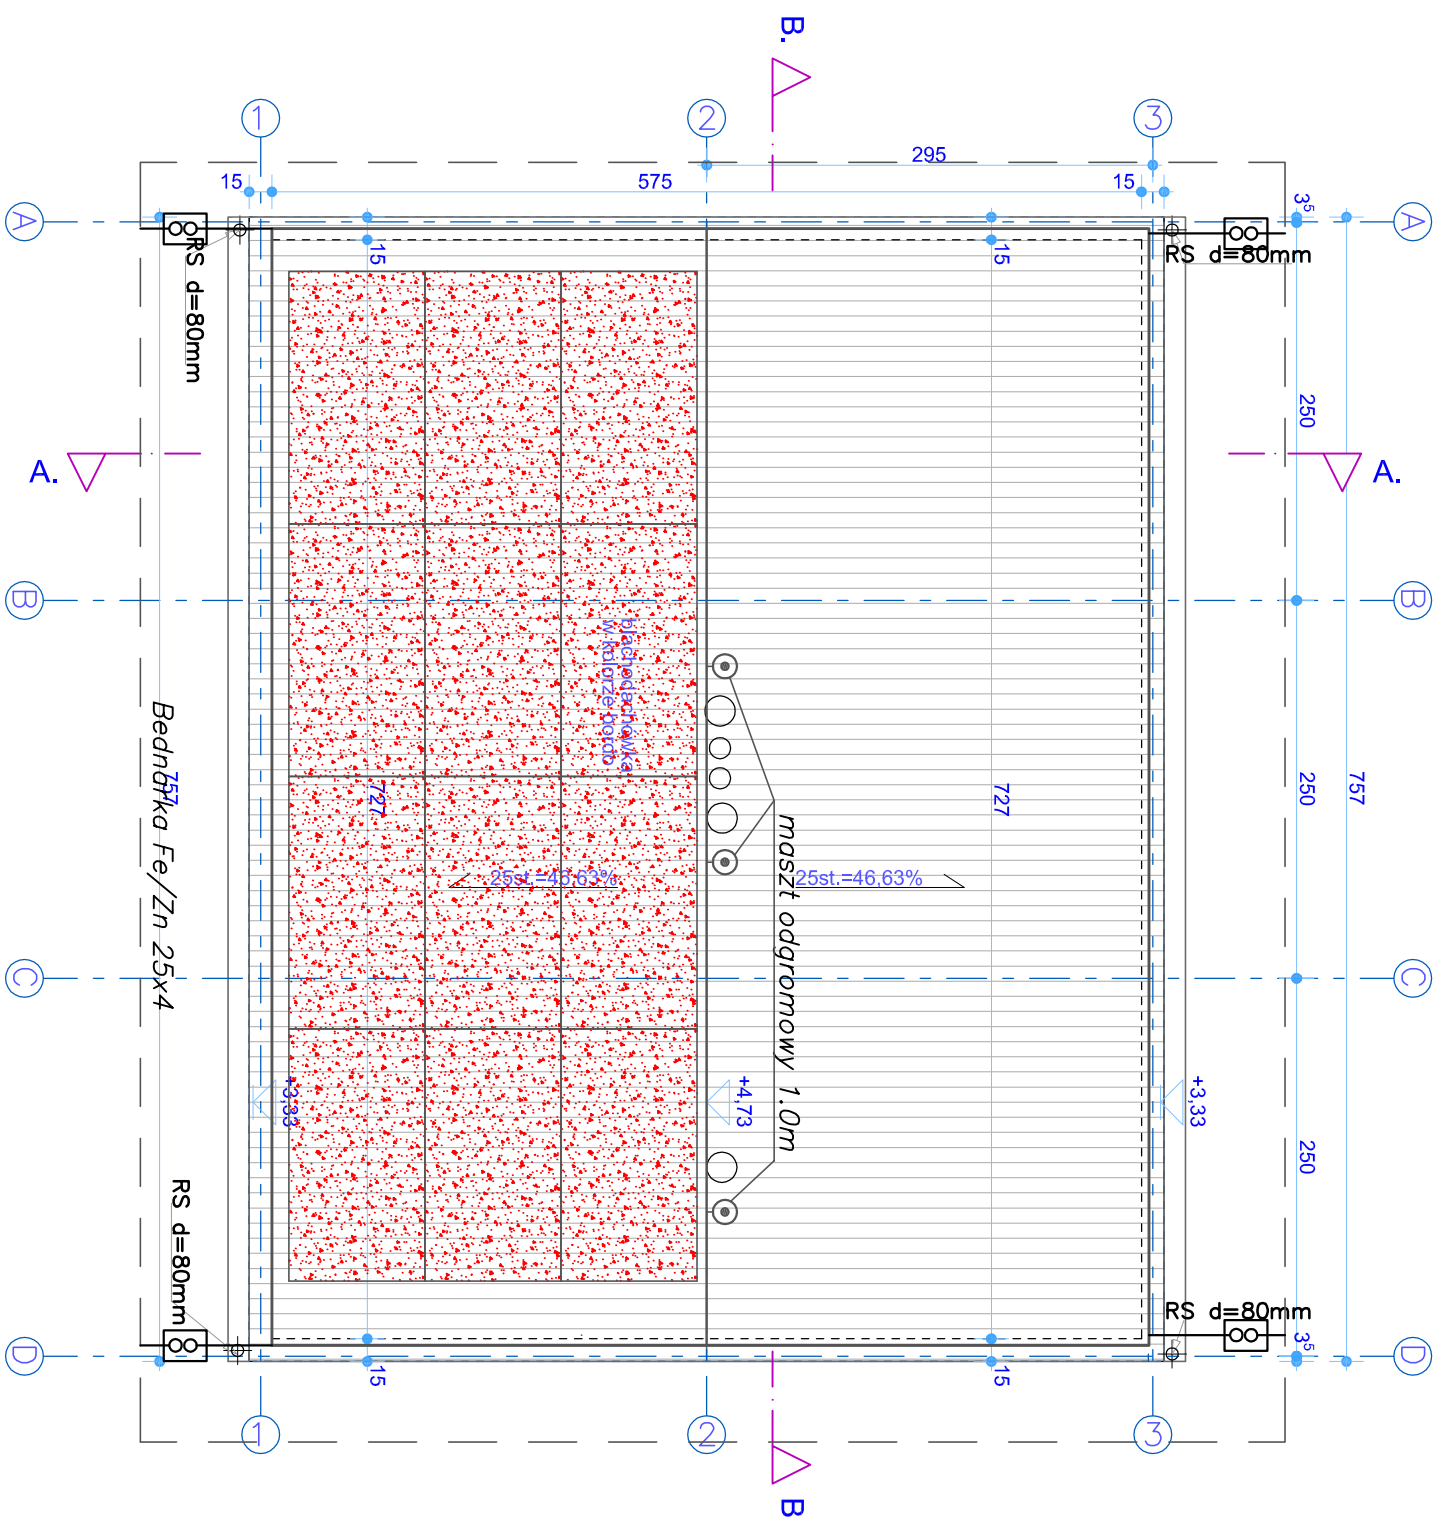 B.
1
2
3
295
15
575
15
3⁵
A
A
RS d=80mm
15
15
RS d=80mm
250
A.
A.
B
B
blachodachówka
w kolorze bordo
Bednarka Fe/Zn 25x4
757
727
727
250
757
maszt odgromowy 1.0m
25st.=46,63%
25st.=46,63%
C
C
+3,33
+4,73
+3,33
250
RS d=80mm
RS d=80mm
3⁵
D
D
15
15
1
2
3
B